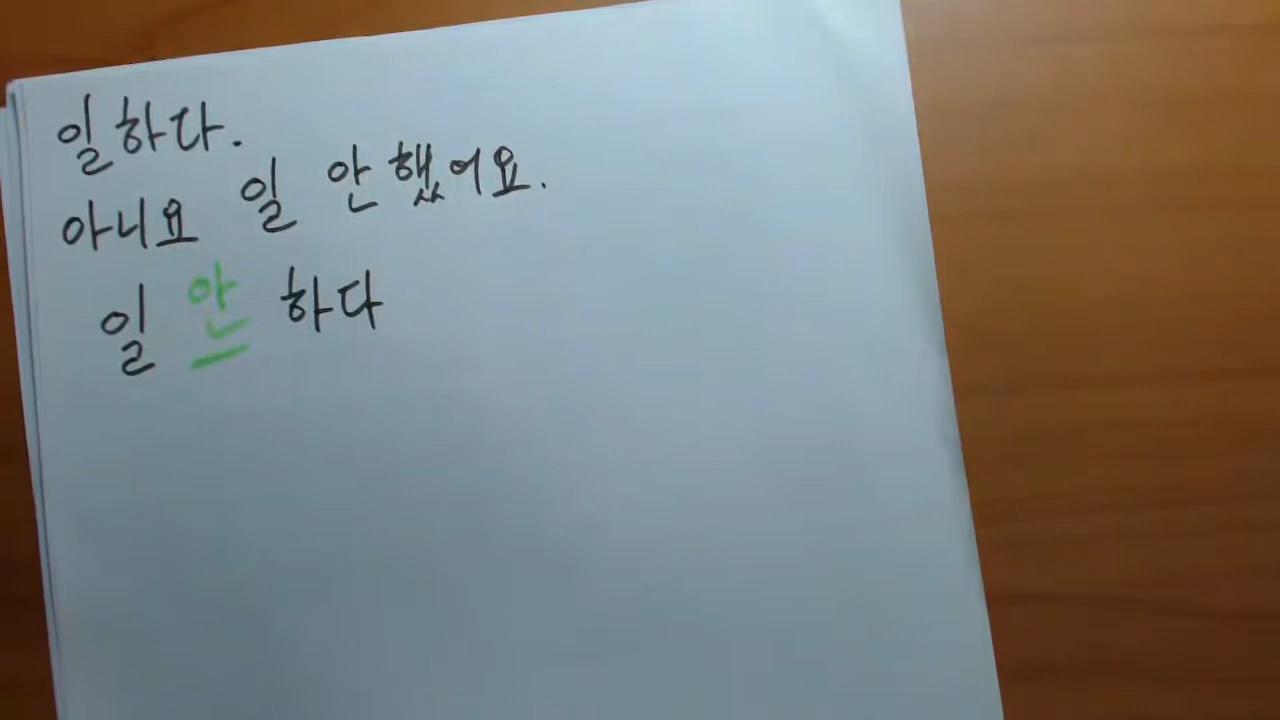 일하다.
아니요 일 안 했어요.
일 안 하다